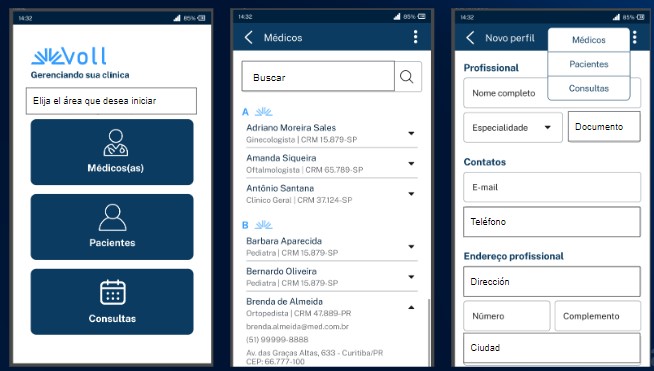 14:32
85%
Voll
Gerenciando sua clínica
Elija el área que desea iniciar
Médicos(as)
Pacientes
Consultas
14:32
85%
Médicos
Buscar
A
Adriano Moreira Sales
Ginecologista | CRM 15.879-SP
Amanda Siqueira
Oftalmologista | CRM 65.789-SP
Antônio Santana
Clínico Geral | CRM 37.124-SP
B
Barbara Aparecida
Pediatra | CRM 15.879-SP
Bernardo Oliveira
Pediatra | CRM 15.879-SP
Brenda de Almeida
Ortopedista | CRM 47.889-PR
brenda.almeida@med.com.br
(51) 99999-8888
Av. das Graças Altas, 633 - Curitiba/PR
CEP: 66.777-100
14:32
85%
Novo perfil
Médicos
Pacientes
Consultas
Profissional
Nome completo
Especialidade
Documento
Contatos
E-mail
Teléfono
Endereço profissional
Dirección
Número
Complemento
Ciudad